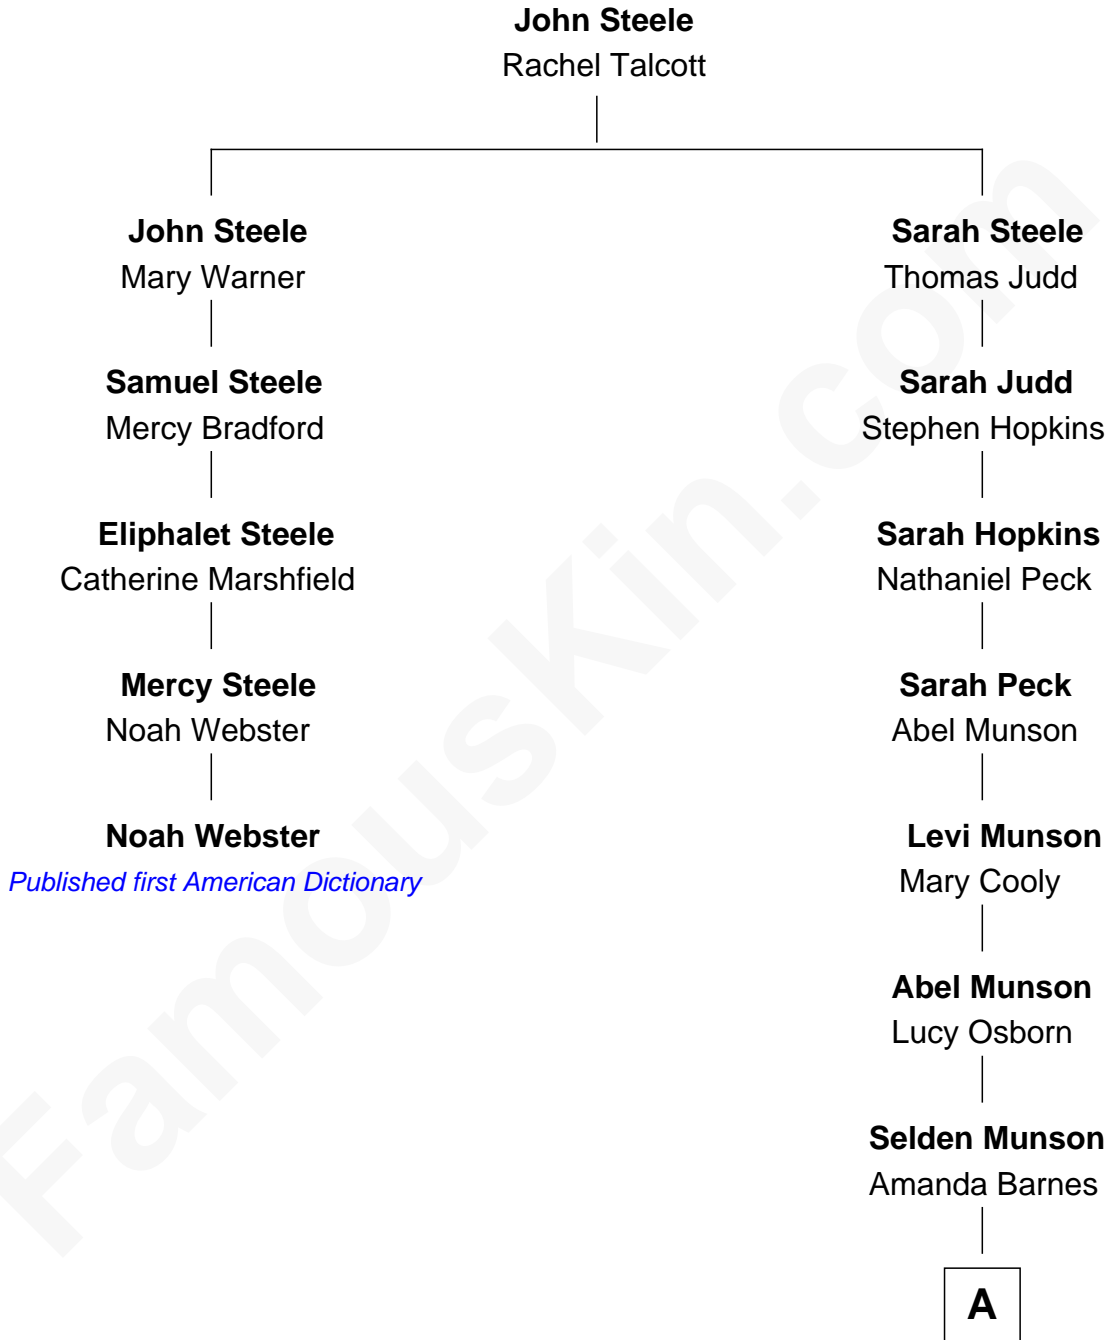 John Steele
Rachel Talcott
John Steele
Mary Warner
Sarah Steele
Thomas Judd
Samuel Steele
Mercy Bradford
Sarah Judd
Stephen Hopkins
Eliphalet Steele
Catherine Marshfield
Sarah Hopkins
Nathaniel Peck
Mercy Steele
Noah Webster
Sarah Peck
Abel Munson
Noah Webster
Published first American Dictionary
Levi Munson
Mary Cooly
Abel Munson
Lucy Osborn
Selden Munson
Amanda Barnes
A
FamousKin.com